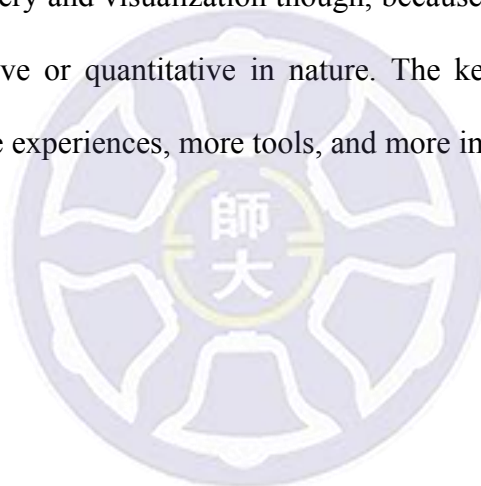 ery and visualization though, because
ve or quantitative in nature. The ke
e experiences, more tools, and more in
師
大